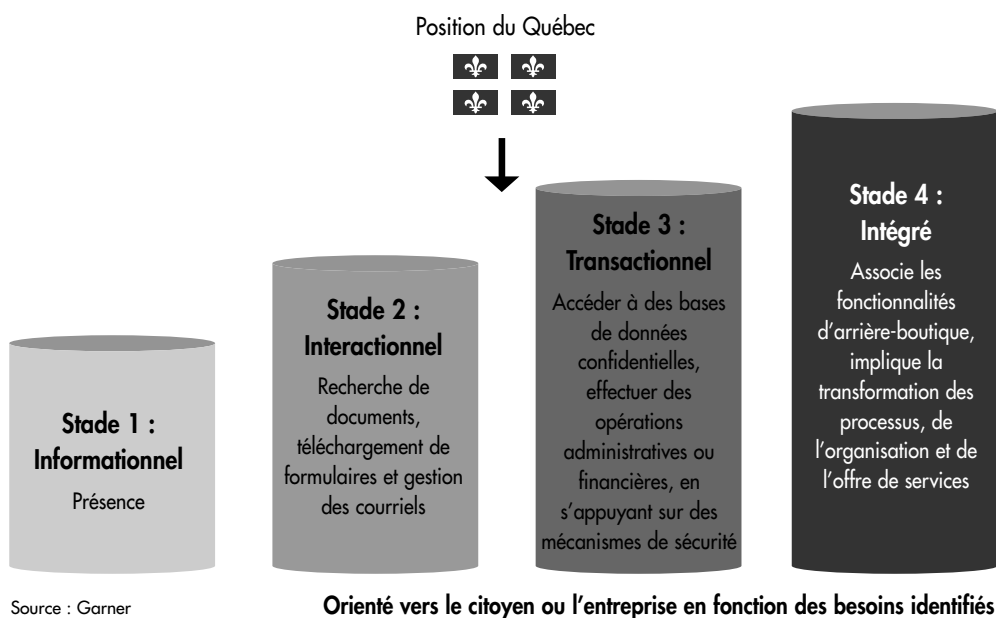 Position du Québec
Stade 1 :
Informationnel
Présence
Stade 2 :
Interactionnel
Recherche de
documents,
téléchargement de
formulaires et gestion
des courriels
Stade 3 :
Transactionnel
Accéder à des bases
de données
confidentielles,
effectuer des
opérations
administratives ou
financières, en
s’appuyant sur des
mécanismes de sécurité
Stade 4 :
Intégré
Associe les
fonctionnalités
d’arrière-boutique,
implique la
transformation des
processus, de
l’organisation et de
l’offre de services
Source : Garner
Orienté vers le citoyen ou l’entreprise en fonction des besoins identifiés